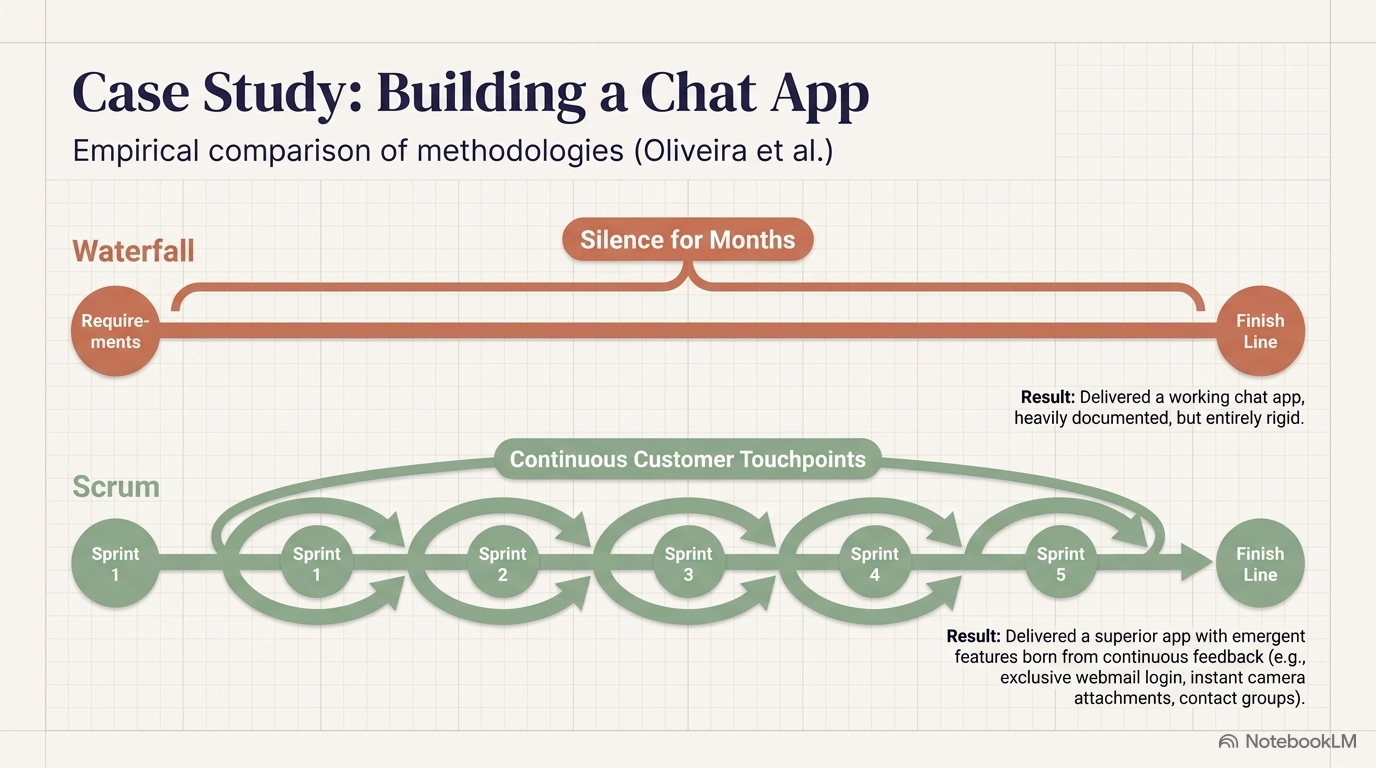 Case Study: Building a Chat App
Empirical comparison of methodologies (Oliveira et al.)
Silence for Months
Waterfall
Require-
ments
Finish
Line
Result: Delivered a working chat app,
heavily documented, but entirely rigid.
Continuous Customer Touchpoints
Scrum
Sprint
1
Sprint
1
Sprint
2
Sprint
3
Sprint
4
Sprint
5
Finish
Line
Result: Delivered a superior app with emergent
features born from continuous feedback (e.g.,
exclusive webmail login, instant camera
attachments, contact groups).
NotebookLM